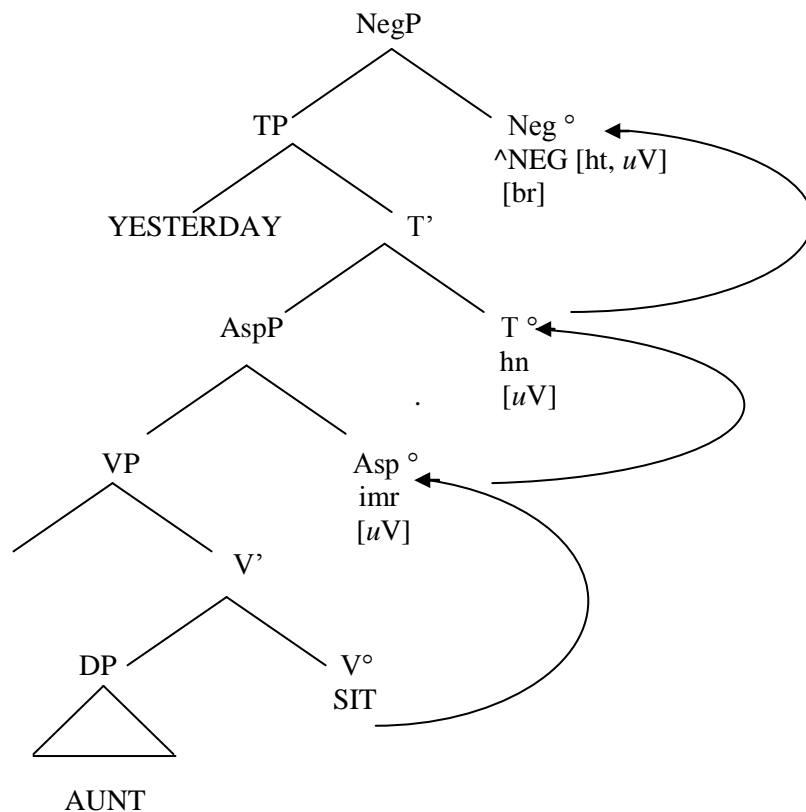 NegP
TP Neg °
^NEG [ht, uV]
[br]
YESTERDAY T’
AspP T °
hn
[uV]
.
VP Asp °
imr
[uV]
V’
DP V°
SIT
AUNT